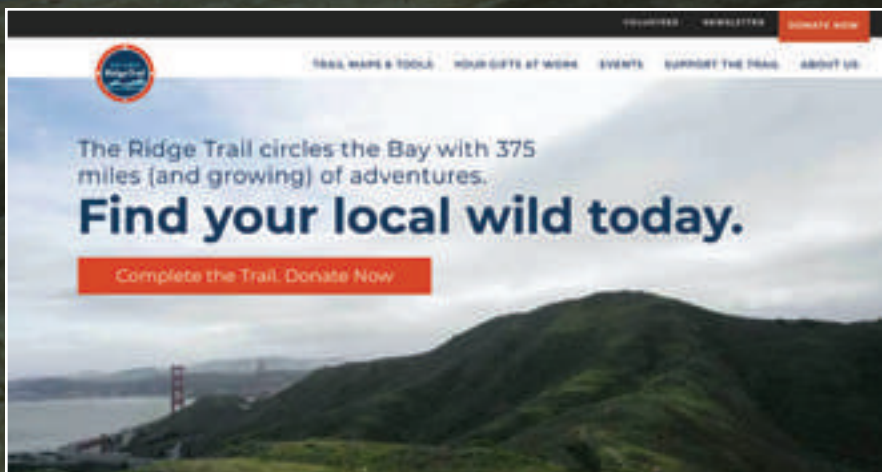 VOLUNTEER NEWSLETTER DONATE NOW
RidgeTrail
TRAIL MAPS & TOOLS YOUR GIFTS AT WORK EVENTS SUPPORT THE TRAIL ABOUT US
The Ridge Trail circles the Bay with 375
miles (and growing) of adventures.
Find your local wild today.
Complete the Trail. Donate Now